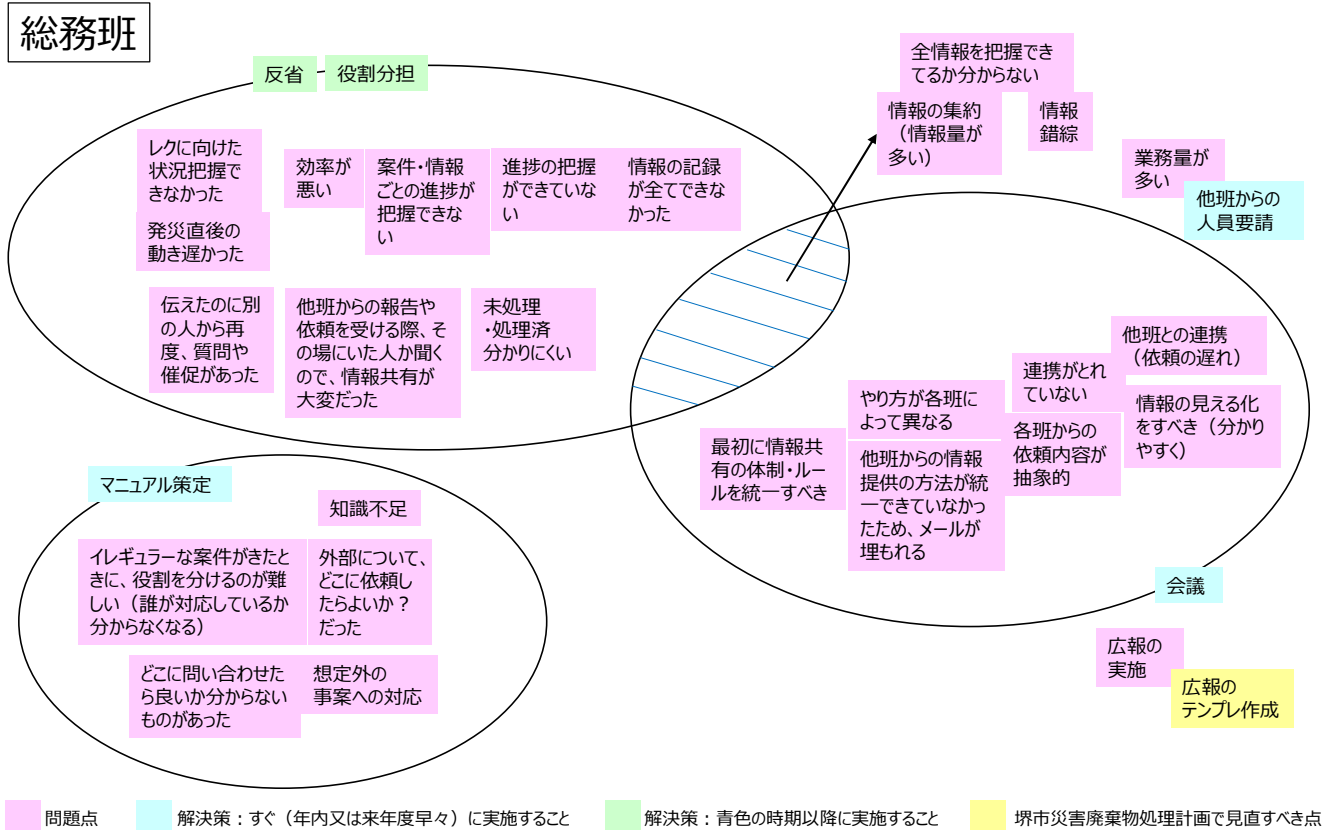 総務班
反省
役割分担
レクに向けた
状況把握で
きなかった
発災直後の
動き遅かった
効率が
悪い
案件・情報
ごとの進捗が
把握できな
い
進捗の把握
ができていな
い
情報の記録
が全てできな
かった
伝えたのに別
の人から再
度、質問や
催促があった
他班からの報告や
依頼を受ける際、そ
の場にいた人か聞く
ので、情報共有が
大変だった
未処理
・処理済
分かりにくい
全情報を把握でき
てるか分からない
情報の集約
（情報量が
多い）
情報
錯綜
業務量が
多い
他班からの
人員要請
他班との連携
（依頼の遅れ）
連携がとれ
ていない
情報の見える化
をすべき（分かり
やすく）
やり方が各班に
よって異なる
各班からの
依頼内容が
抽象的
最初に情報共
有の体制・ルー
ルを統一すべき
他班からの情報
提供の方法が統
一できていなかっ
たため、メールが
埋もれる
会議
広報の
実施
広報の
テンプレ作成
マニュアル策定
知識不足
イレギュラーな案件がきたと
きに、役割を分けるのが難
しい（誰が対応しているか
分からなくなる）
外部について、
どこに依頼し
たらよいか？
だった
どこに問い合わせた
ら良いか分からない
ものがあった
想定外の
事案への対応
問題点
解決策：すぐ（年内又は来年度早々）に実施すること
解決策：青色の時期以降に実施すること
堺市災害廃棄物処理計画で見直すべき点